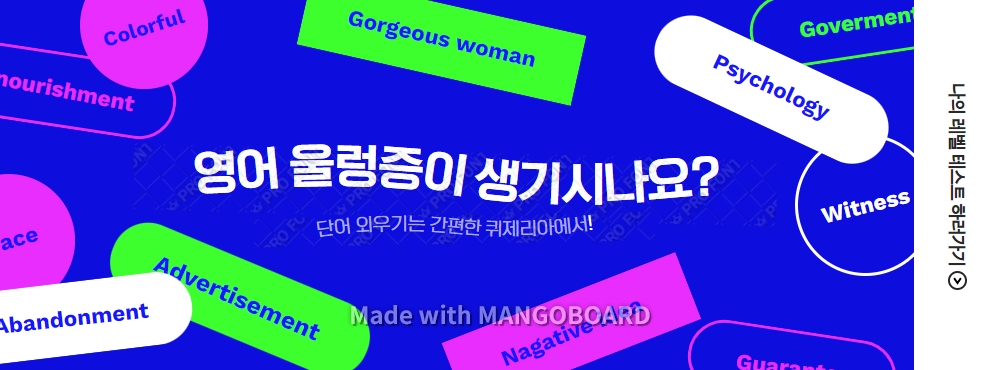 Colorful
Gorgeous woman
Goverment
nourishment
Psychology
영어 울렁증이 생기시나요?
단어 외우기는 간편한 퀴제리아에서!
Witness
ace
Advertisement
Abandonment
Made with MANGOBOARD
Nagative
Guarant
나의 레벨 테스트 하러가기